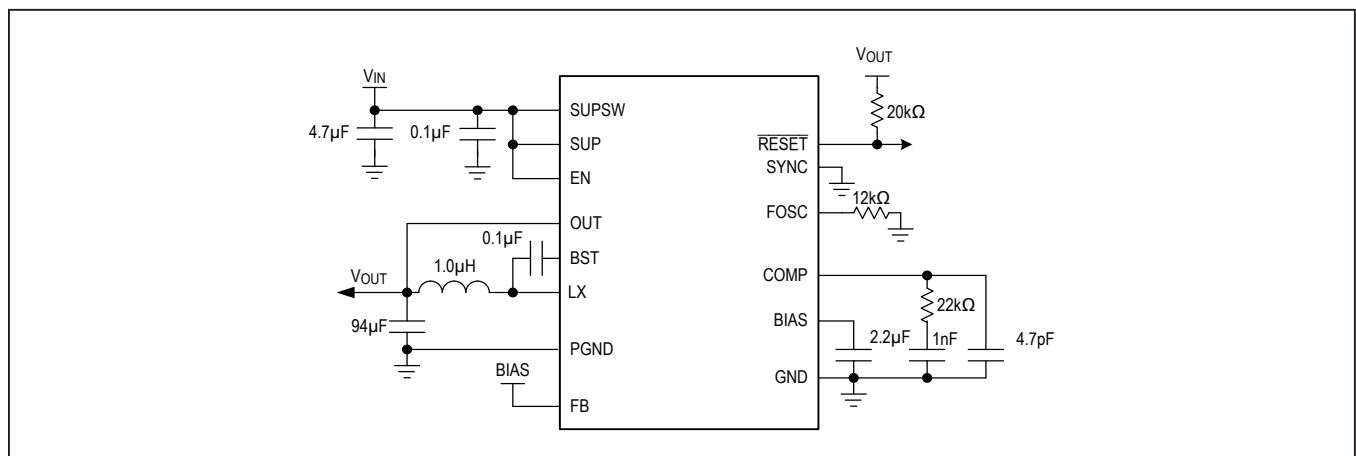 VIN
4.7µF
0.1µF
SUPSW
SUP
EN
OUT
0.1µF
BST
VOUT
1.0µH
LX
94µF
PGND
BIAS
FB
VOUT
20kΩ
RESET
SYNC
12kΩ
FOSC
COMP
22kΩ
BIAS
2.2µF
1nF
4.7pF
GND